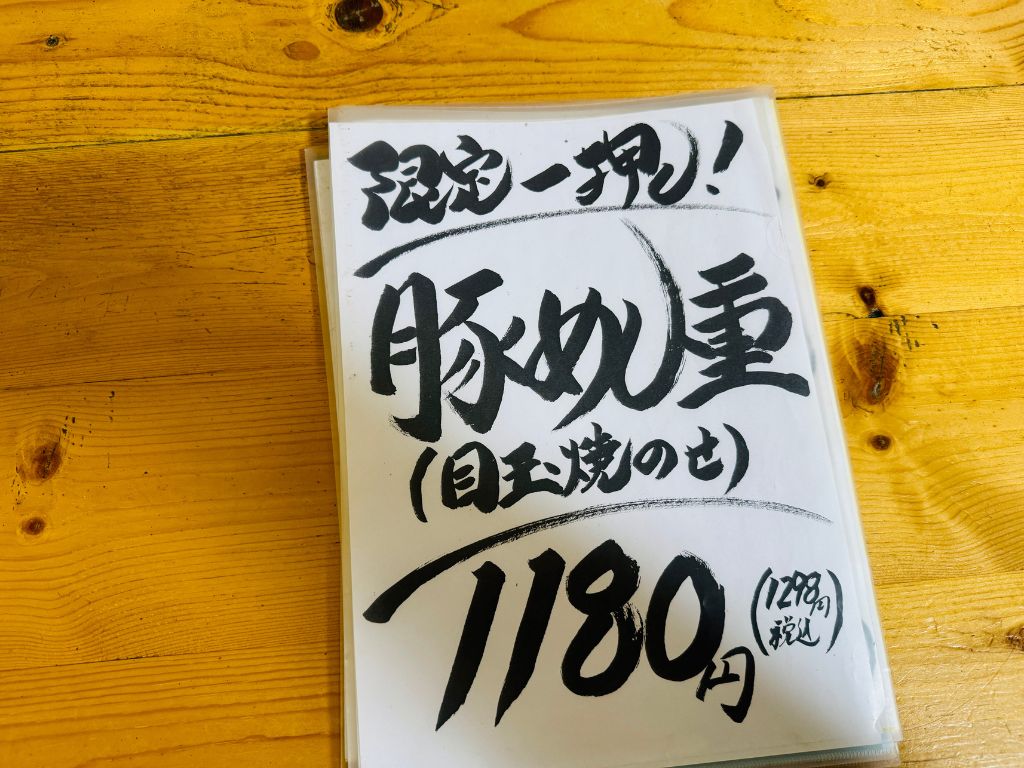 限定一押し!
豚めし重
(目玉焼のせ)
1180円
(1298円
税込)